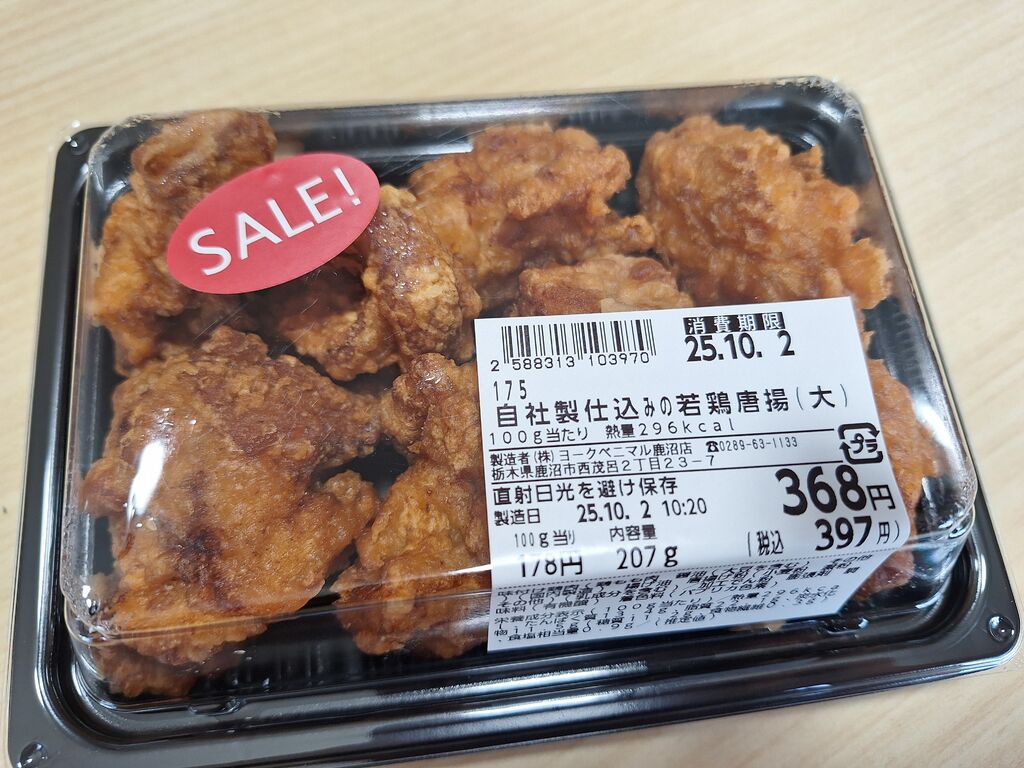 SALE!
2 588313 103970
消費期限
25.10. 2
175
自社製仕込みの若鶏唐揚(大)
100g当たり 熱量296kcal
製造者(株)ヨークベニマル鹿沼店 ☎0289-63-1133
栃木県鹿沼市西茂呂2丁目23-7
プラ
直射日光を避け保存
368円
製造日 25.10. 2 10:20
100g当り 内容量
178円 207g
(税込 397円)